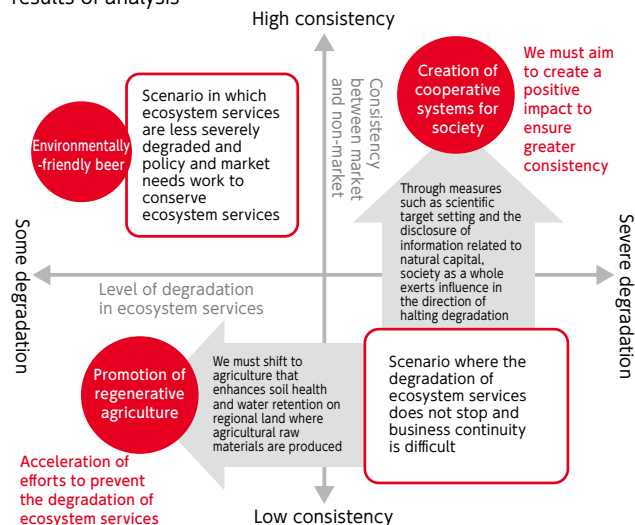 results of analysis
High consistency
Creation of
cooperative
systems for
society
We must aim
to create a
positive
impact to
ensure
greater
consistency
Consistency
between market
and non-market
Environmentally
-friendly beer
Scenario in which
ecosystem services
are less severely
degraded and
policy and market
needs work to
conserve
ecosystem services
Through measures
such as scientific
target setting and the
disclosure of
information related to
natural capital,
society as a whole
exerts influence in
the direction of
halting degradation
Some degradation
Severe degradation
Level of degradation
in ecosystem services
Promotion of
regenerative
agriculture
We must shift to
agriculture that
enhances soil health
and water retention on
regional land where
agricultural raw
materials are produced
Scenario where the
degradation of
ecosystem services
does not stop and
business continuity
is difficult
Acceleration of
efforts to prevent
the degradation of
ecosystem services
Low consistency